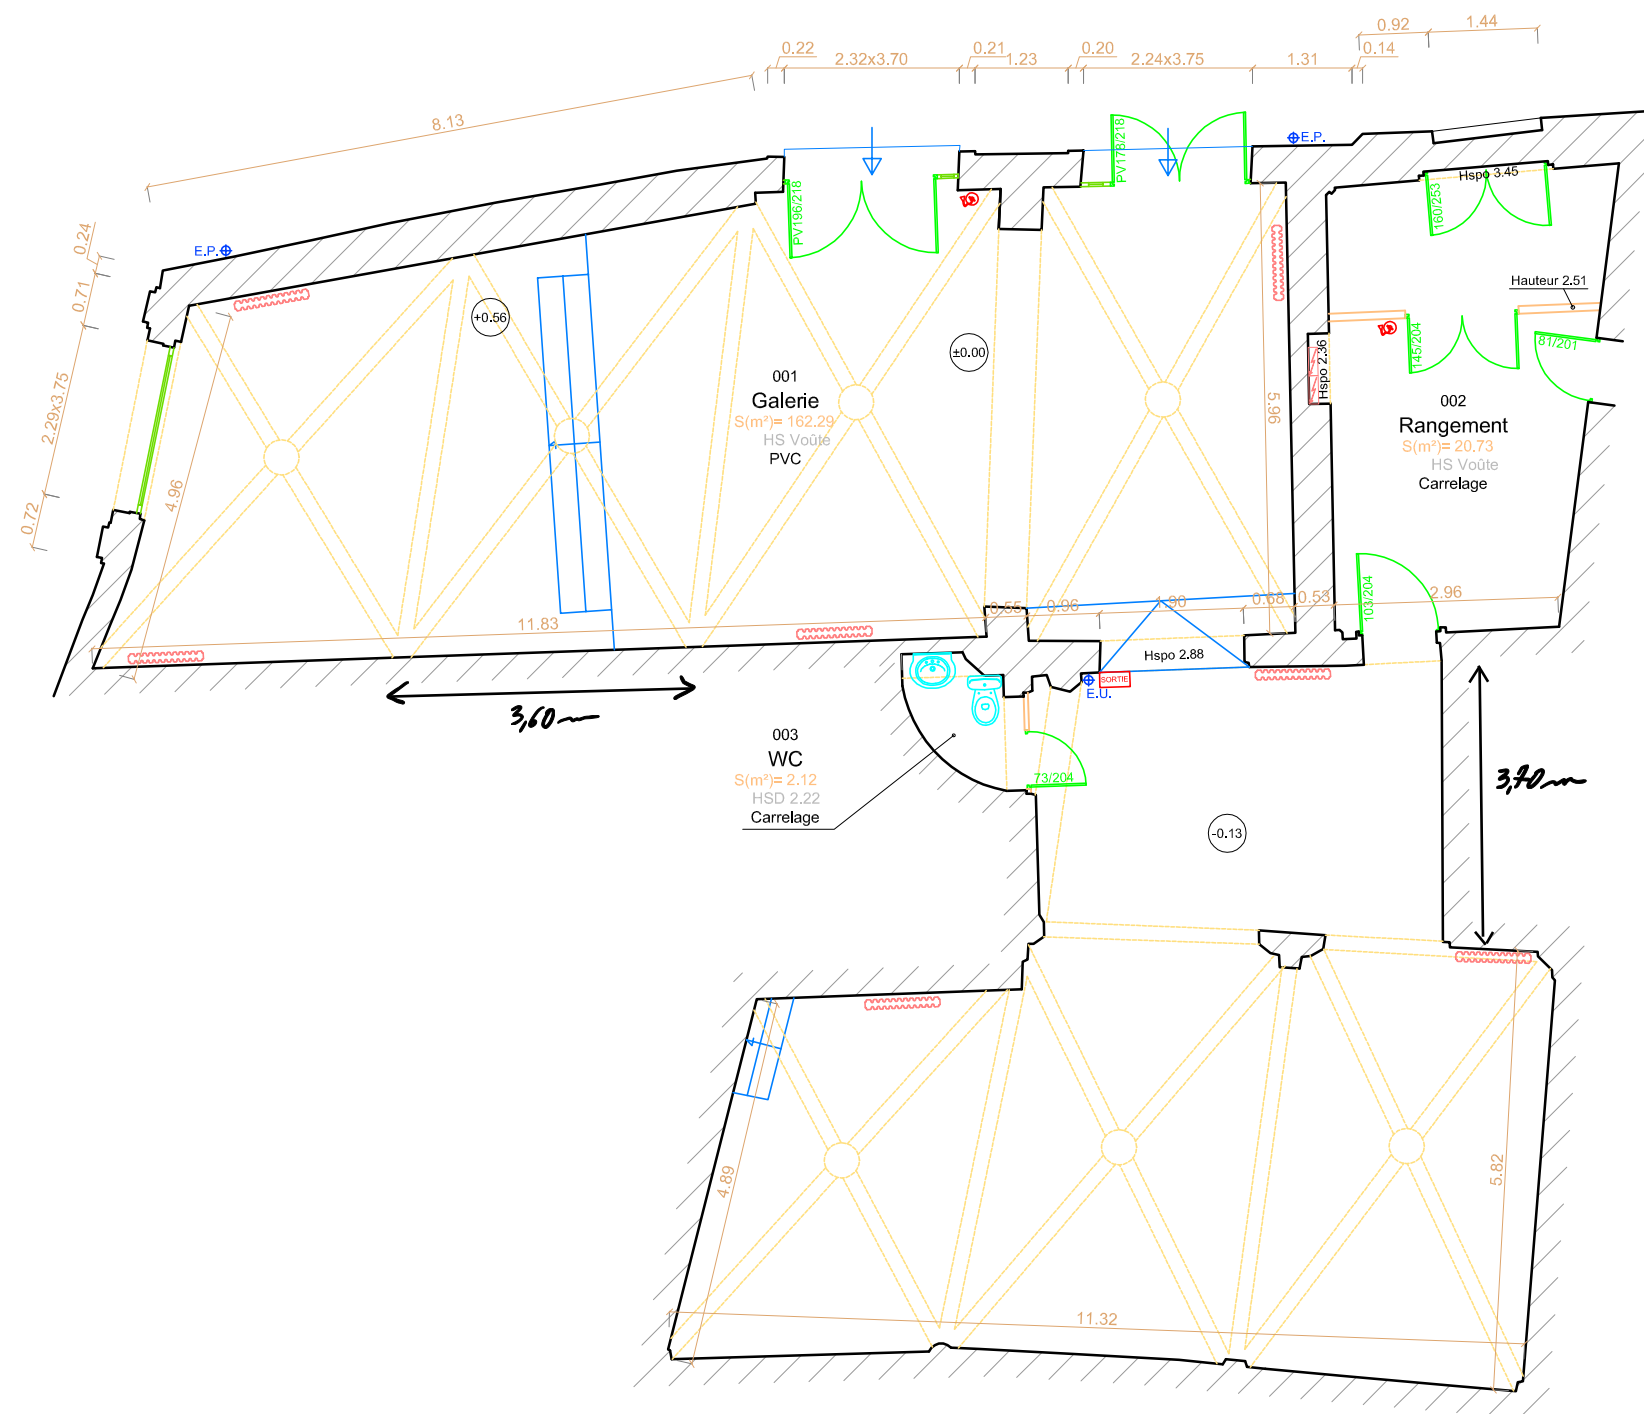 0.92
1.44
0.22
2.32x3.70
0.21
1.23
0.20
2.24x3.75
1.31
0.14
8.13
E.P.
PV178/218
Hspo 3.45
160/253
PV196/218
E.P.
0.24
0.71
2.29x3.75
0.72
Hauteur 2.51
+0.56
±0.00
145/204
81/201
Hspo 2.36
001
Galerie
S(m²)= 162.29
HS Voûte
PVC
5.96
002
Rangement
S(m²)= 20.73
HS Voûte
Carrelage
4.96
103/204
11.83
0.55
0.96
1.90
0.68
0.53
2.96
Hspo 2.88
SORTIE
E.U.
3,60 m
003
WC
S(m²)= 2.12
HSD 2.22
Carrelage
73/204
3,70 m
-0.13
4.89
5.82
11.32